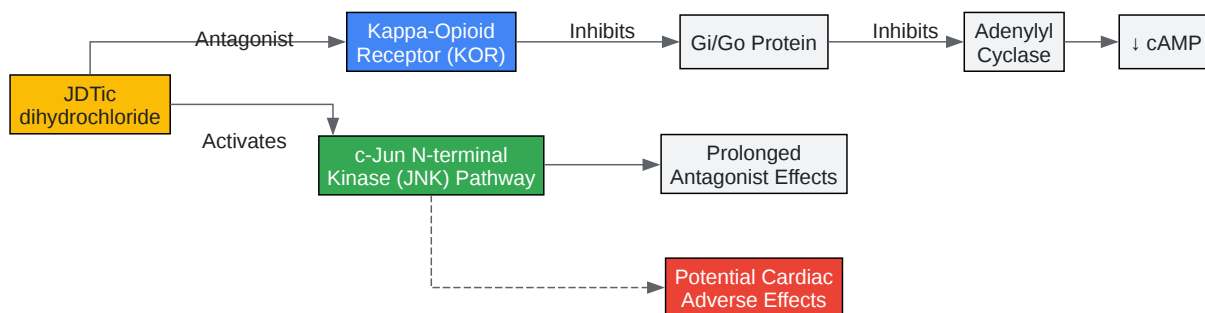 Antagonist
Kappa-Opioid
Receptor (KOR)
Inhibits
Gi/Go Protein
Inhibits
Adenylyl
Cyclase
↓ cAMP
JDTic
dihydrochloride
Activates
c-Jun N-terminal
Kinase (JNK) Pathway
Prolonged
Antagonist Effects
Potential Cardiac
Adverse Effects